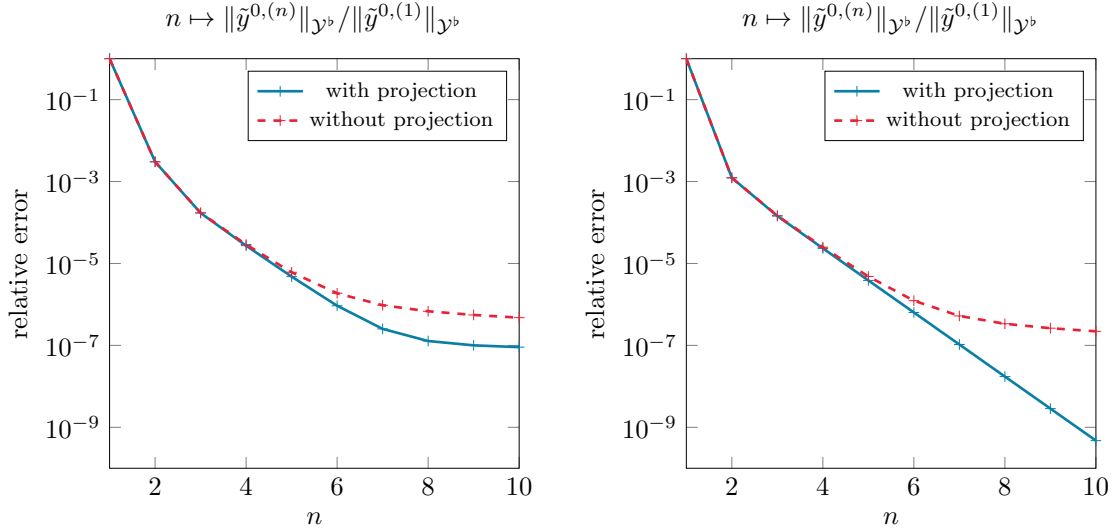 n ↦ ‖ỹ^{0,(n)}‖_{𝒴^♭}/‖ỹ^{0,(1)}‖_{𝒴^♭}
with projection
without projection
10^{−1}
10^{−3}
10^{−5}
10^{−7}
10^{−9}
relative error
2 4 6 8 10
n
n ↦ ‖ỹ^{0,(n)}‖_{𝒴^♭}/‖ỹ^{0,(1)}‖_{𝒴^♭}
with projection
without projection
10^{−1}
10^{−3}
10^{−5}
10^{−7}
10^{−9}
relative error
2 4 6 8 10
n